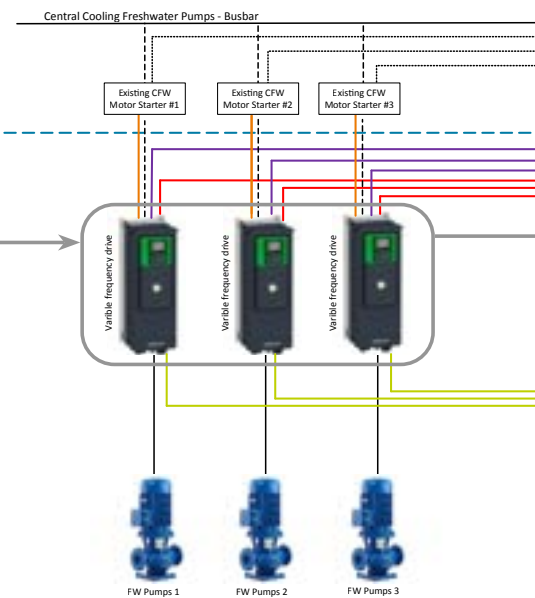 Central Cooling Freshwater Pumps - Busbar
Existing CFW
Motor Starter #1
Existing CFW
Motor Starter #2
Existing CFW
Motor Starter #3
Varible frequency drive
Varible frequency drive
Varible frequency drive
FW Pumps 1
FW Pumps 2
FW Pumps 3